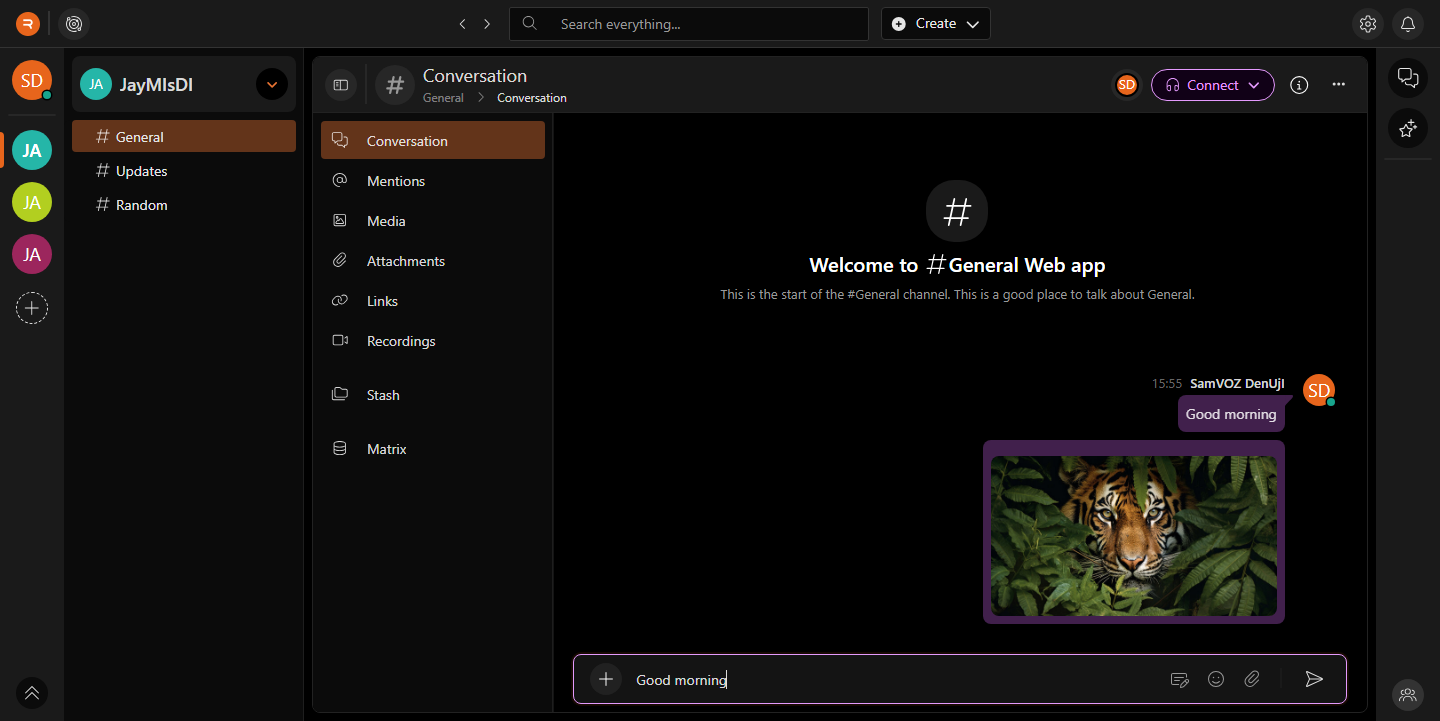 Search everything...
Create
SD
JA JayMIsDI
JA
JA
JA
General
Updates
Random
Conversation
General > Conversation
SD
Connect
Conversation
Mentions
Media
Attachments
Links
Recordings
Stash
Matrix
#
Welcome to #General Web app
This is the start of the #General channel. This is a good place to talk about General.
15:55 SamVOZ DenUjI
SD
Good morning
Good morning